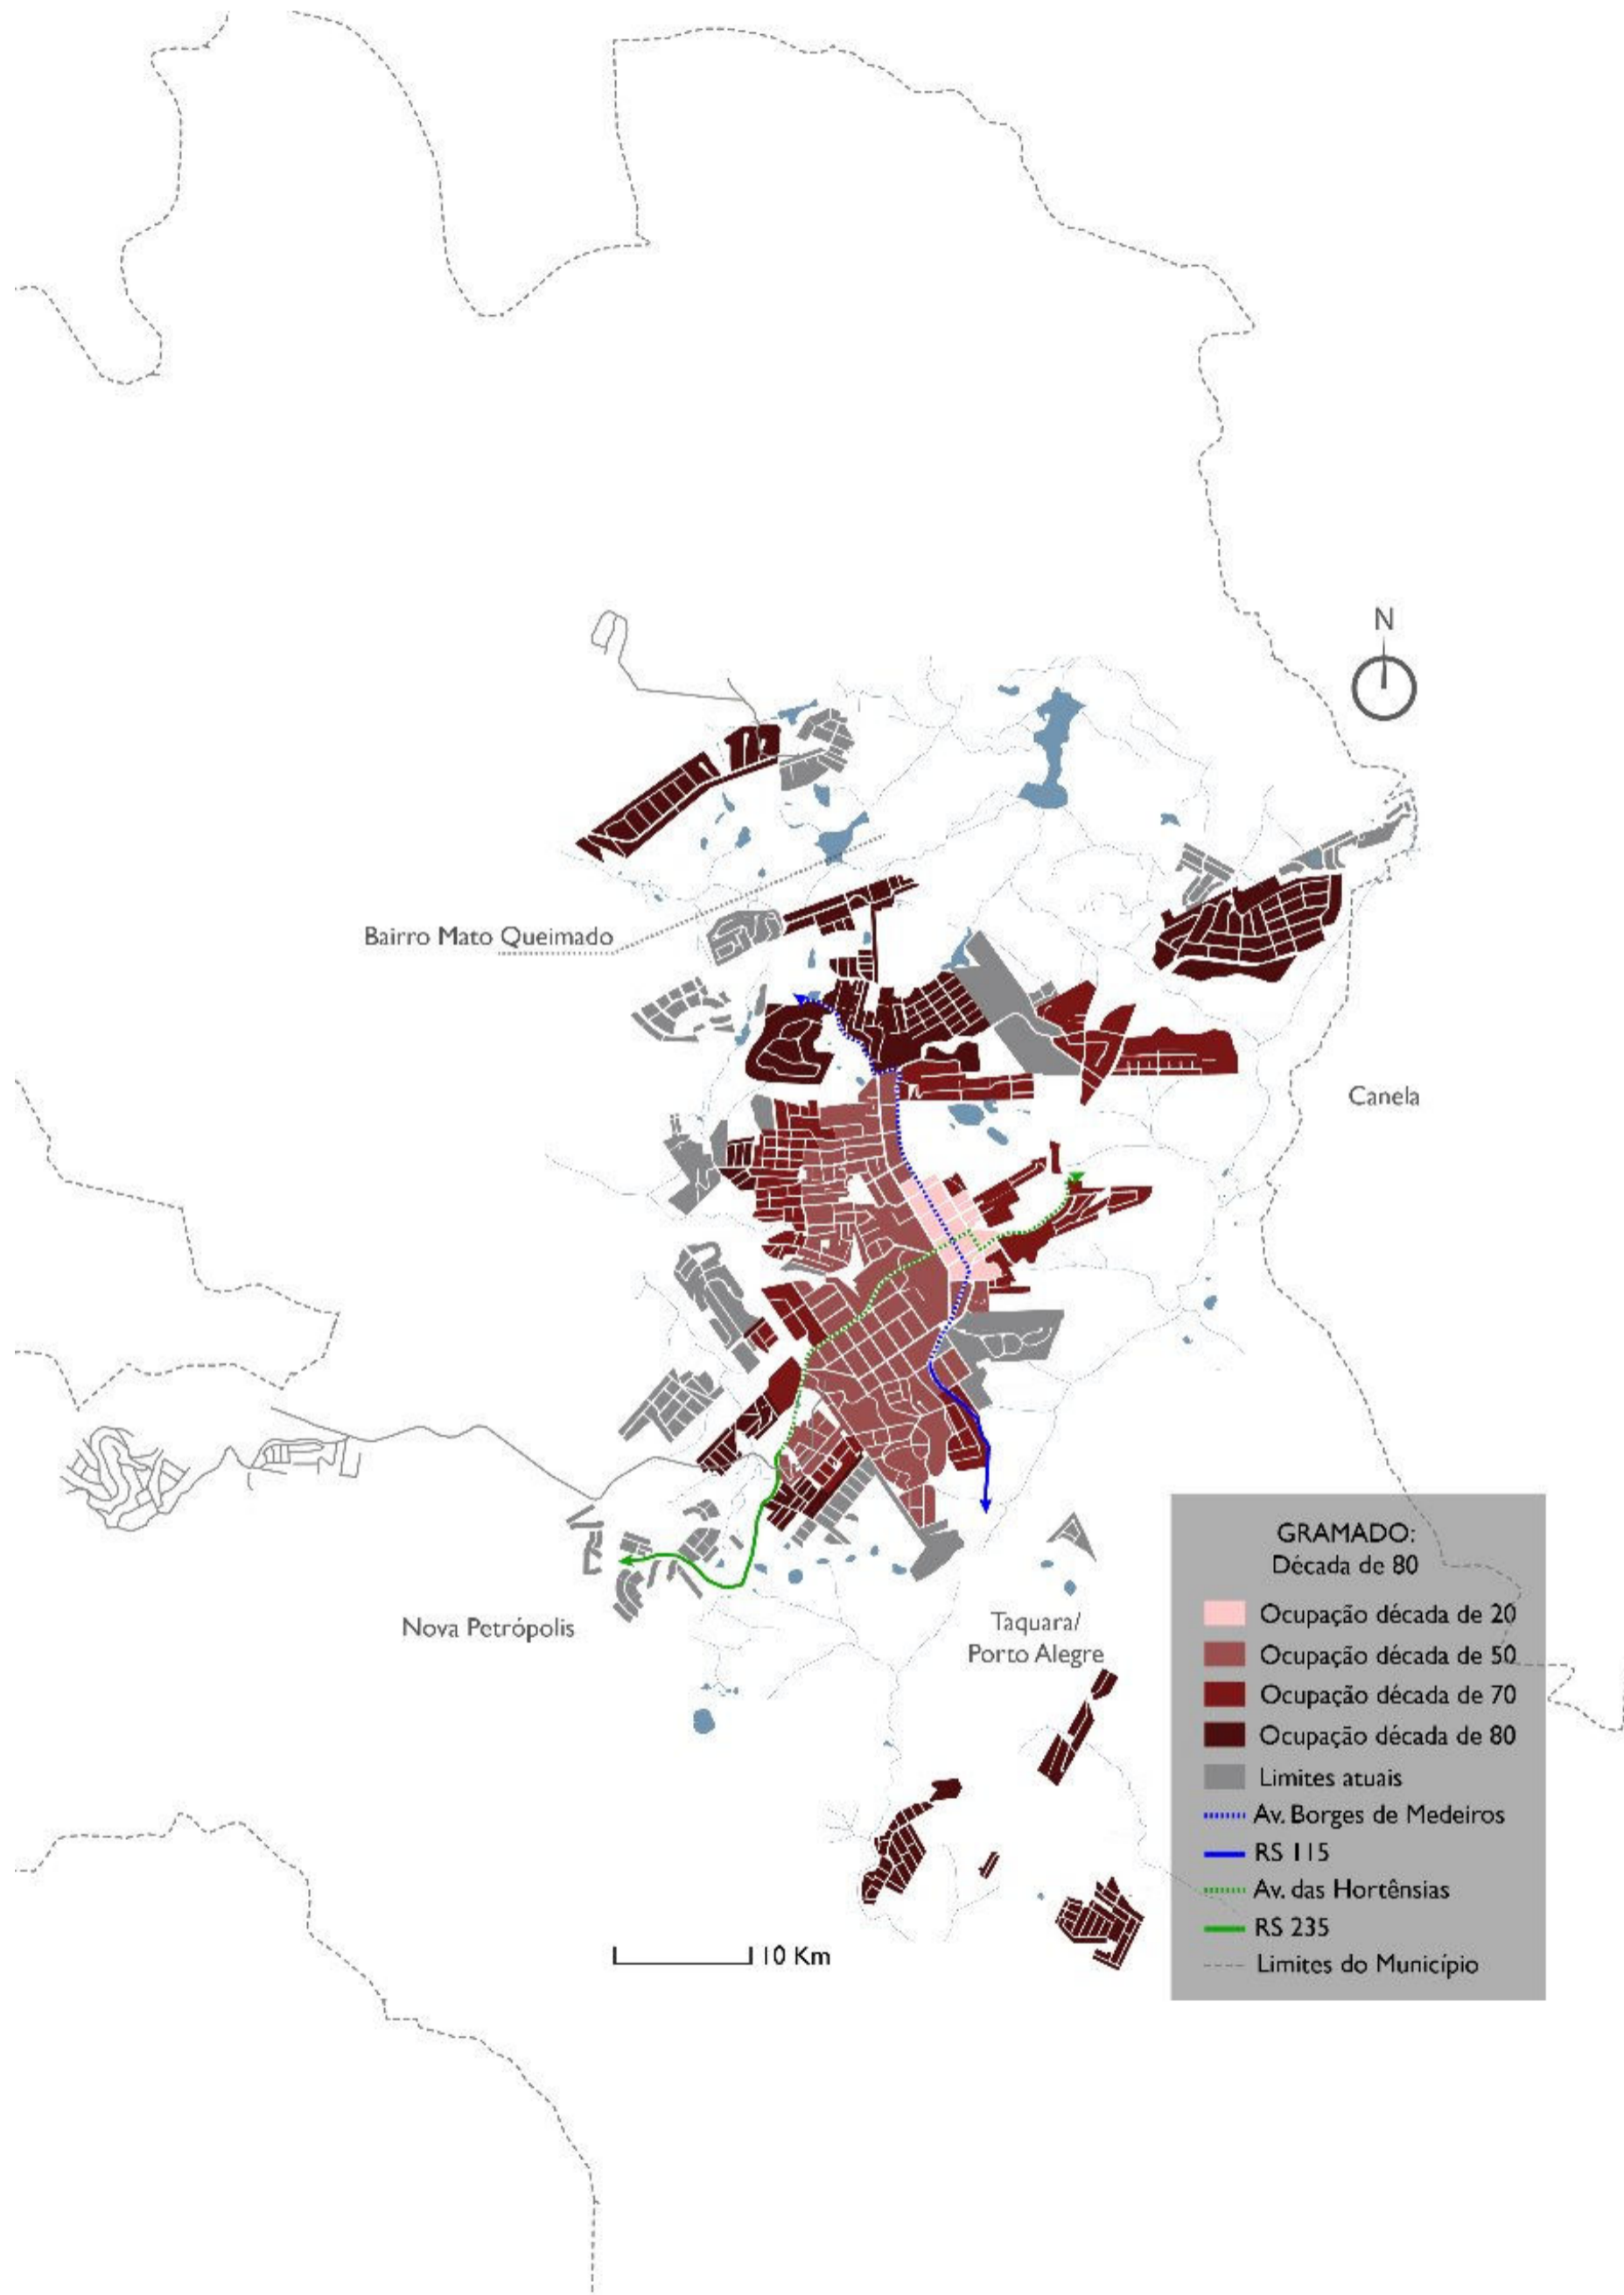 N
Bairro Mato Queimado
Canela
Nova Petrópolis
Taquara/
Porto Alegre
10 Km
GRAMADO:
Década de 80
Ocupação década de 20
Ocupação década de 50
Ocupação década de 70
Ocupação década de 80
Limites atuais
Av. Borges de Medeiros
RS 115
Av. das Hortênsias
RS 235
Limites do Município